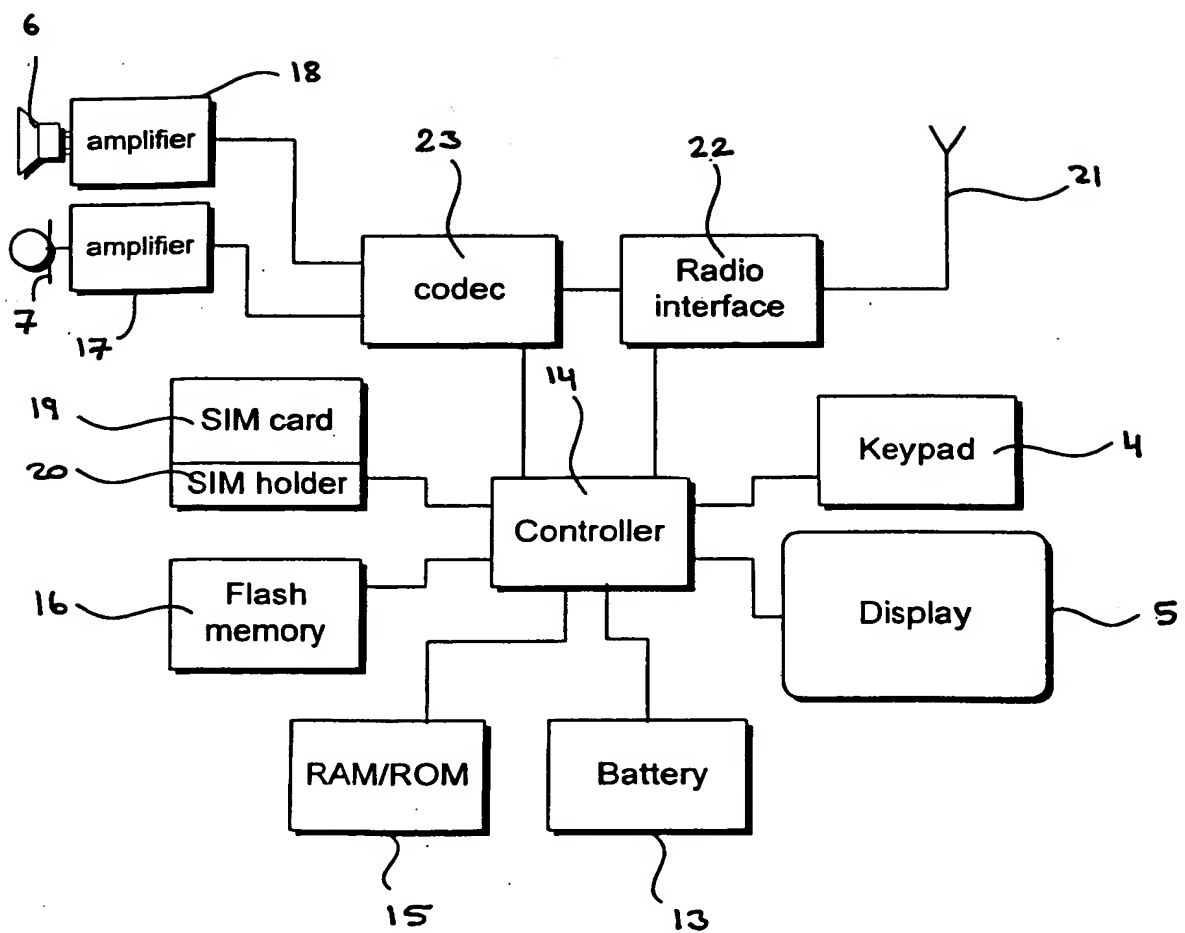 6
18
amplifier
23
22
21
amplifier
codec
Radio
interface
7
17
14
19
SIM card
Keypad
4
20
SIM holder
Controller
16
Flash
memory
Display
5
RAM/ROM
Battery
15
13